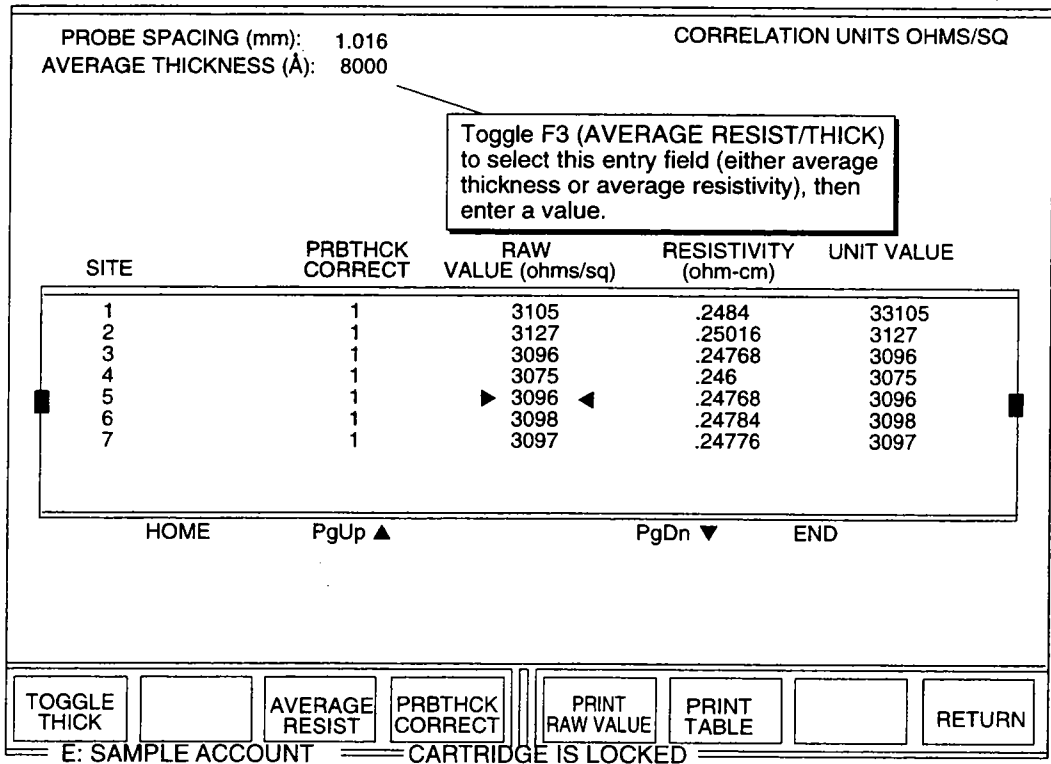 PROBE SPACING (mm): 1.016 CORRELATION UNITS OHMS/SQ
AVERAGE THICKNESS (Å): 8000
Toggle F3 (AVERAGE RESIST/THICK)
to select this entry field (either average
thickness or average resistivity), then
enter a value.
SITE PRBTHCK CORRECT RAW VALUE (ohms/sq) RESISTIVITY (ohm-cm) UNIT VALUE
1 1 3105 .2484 33105
2 1 3127 .25016 3127
3 1 3096 .24768 3096
4 1 3075 .246 3075
5 1 ▶ 3096 ◀ .24768 3096
6 1 3098 .24784 3098
7 1 3097 .24776 3097
HOME PgUp ▲ PgDn ▼ END
TOGGLE THICK AVERAGE RESIST PRBTHCK CORRECT PRINT RAW VALUE PRINT TABLE RETURN
E: SAMPLE ACCOUNT CARTRIDGE IS LOCKED